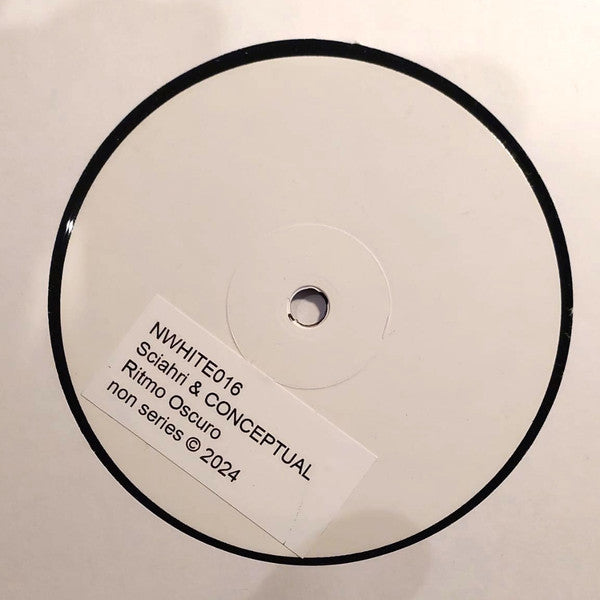 NWHITE016
Sciahri & CONCEPTUAL
Ritmo Oscuro
non series © 2024